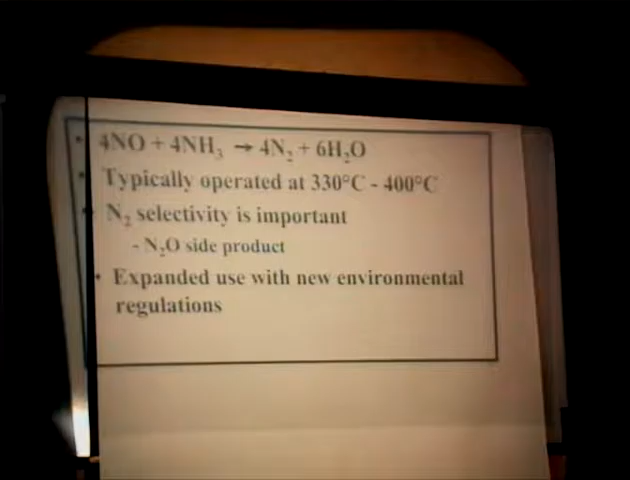 • 4NO + 4NH₃ → 4N₂ + 6H₂O
• Typically operated at 330°C - 400°C
• N₂ selectivity is important
- N₂O side product
• Expanded use with new environmental
regulations